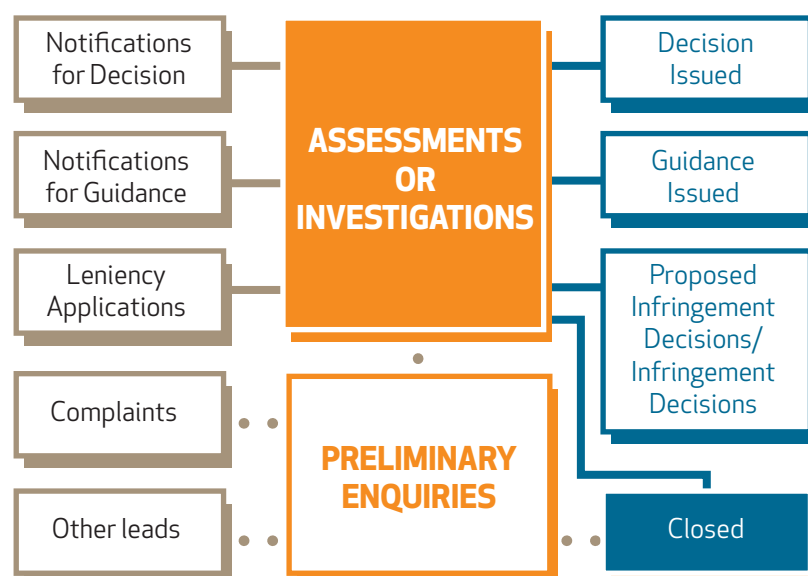 Notifications
for Decision
Notifications
for Guidance
Leniency
Applications
Complaints
Other leads
ASSESSMENTS
OR
INVESTIGATIONS
PRELIMINARY
ENQUIRIES
Decision
Issued
Guidance
Issued
Proposed
Infringement
Decisions/
Infringement
Decisions
Closed